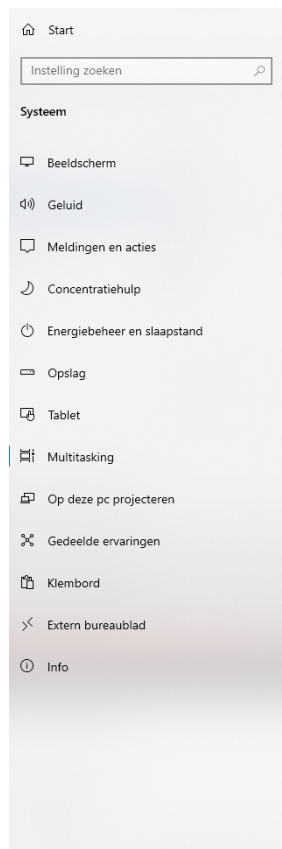 Start
Instelling zoeken
Systeem
Beeldscherm
Geluid
Meldingen en acties
Concentratiehulp
Energiebeheer en slaapstand
Opslag
Tablet
Multitasking
Op deze pc projecteren
Gedeelde ervaringen
Klembord
Extern bureaublad
Info